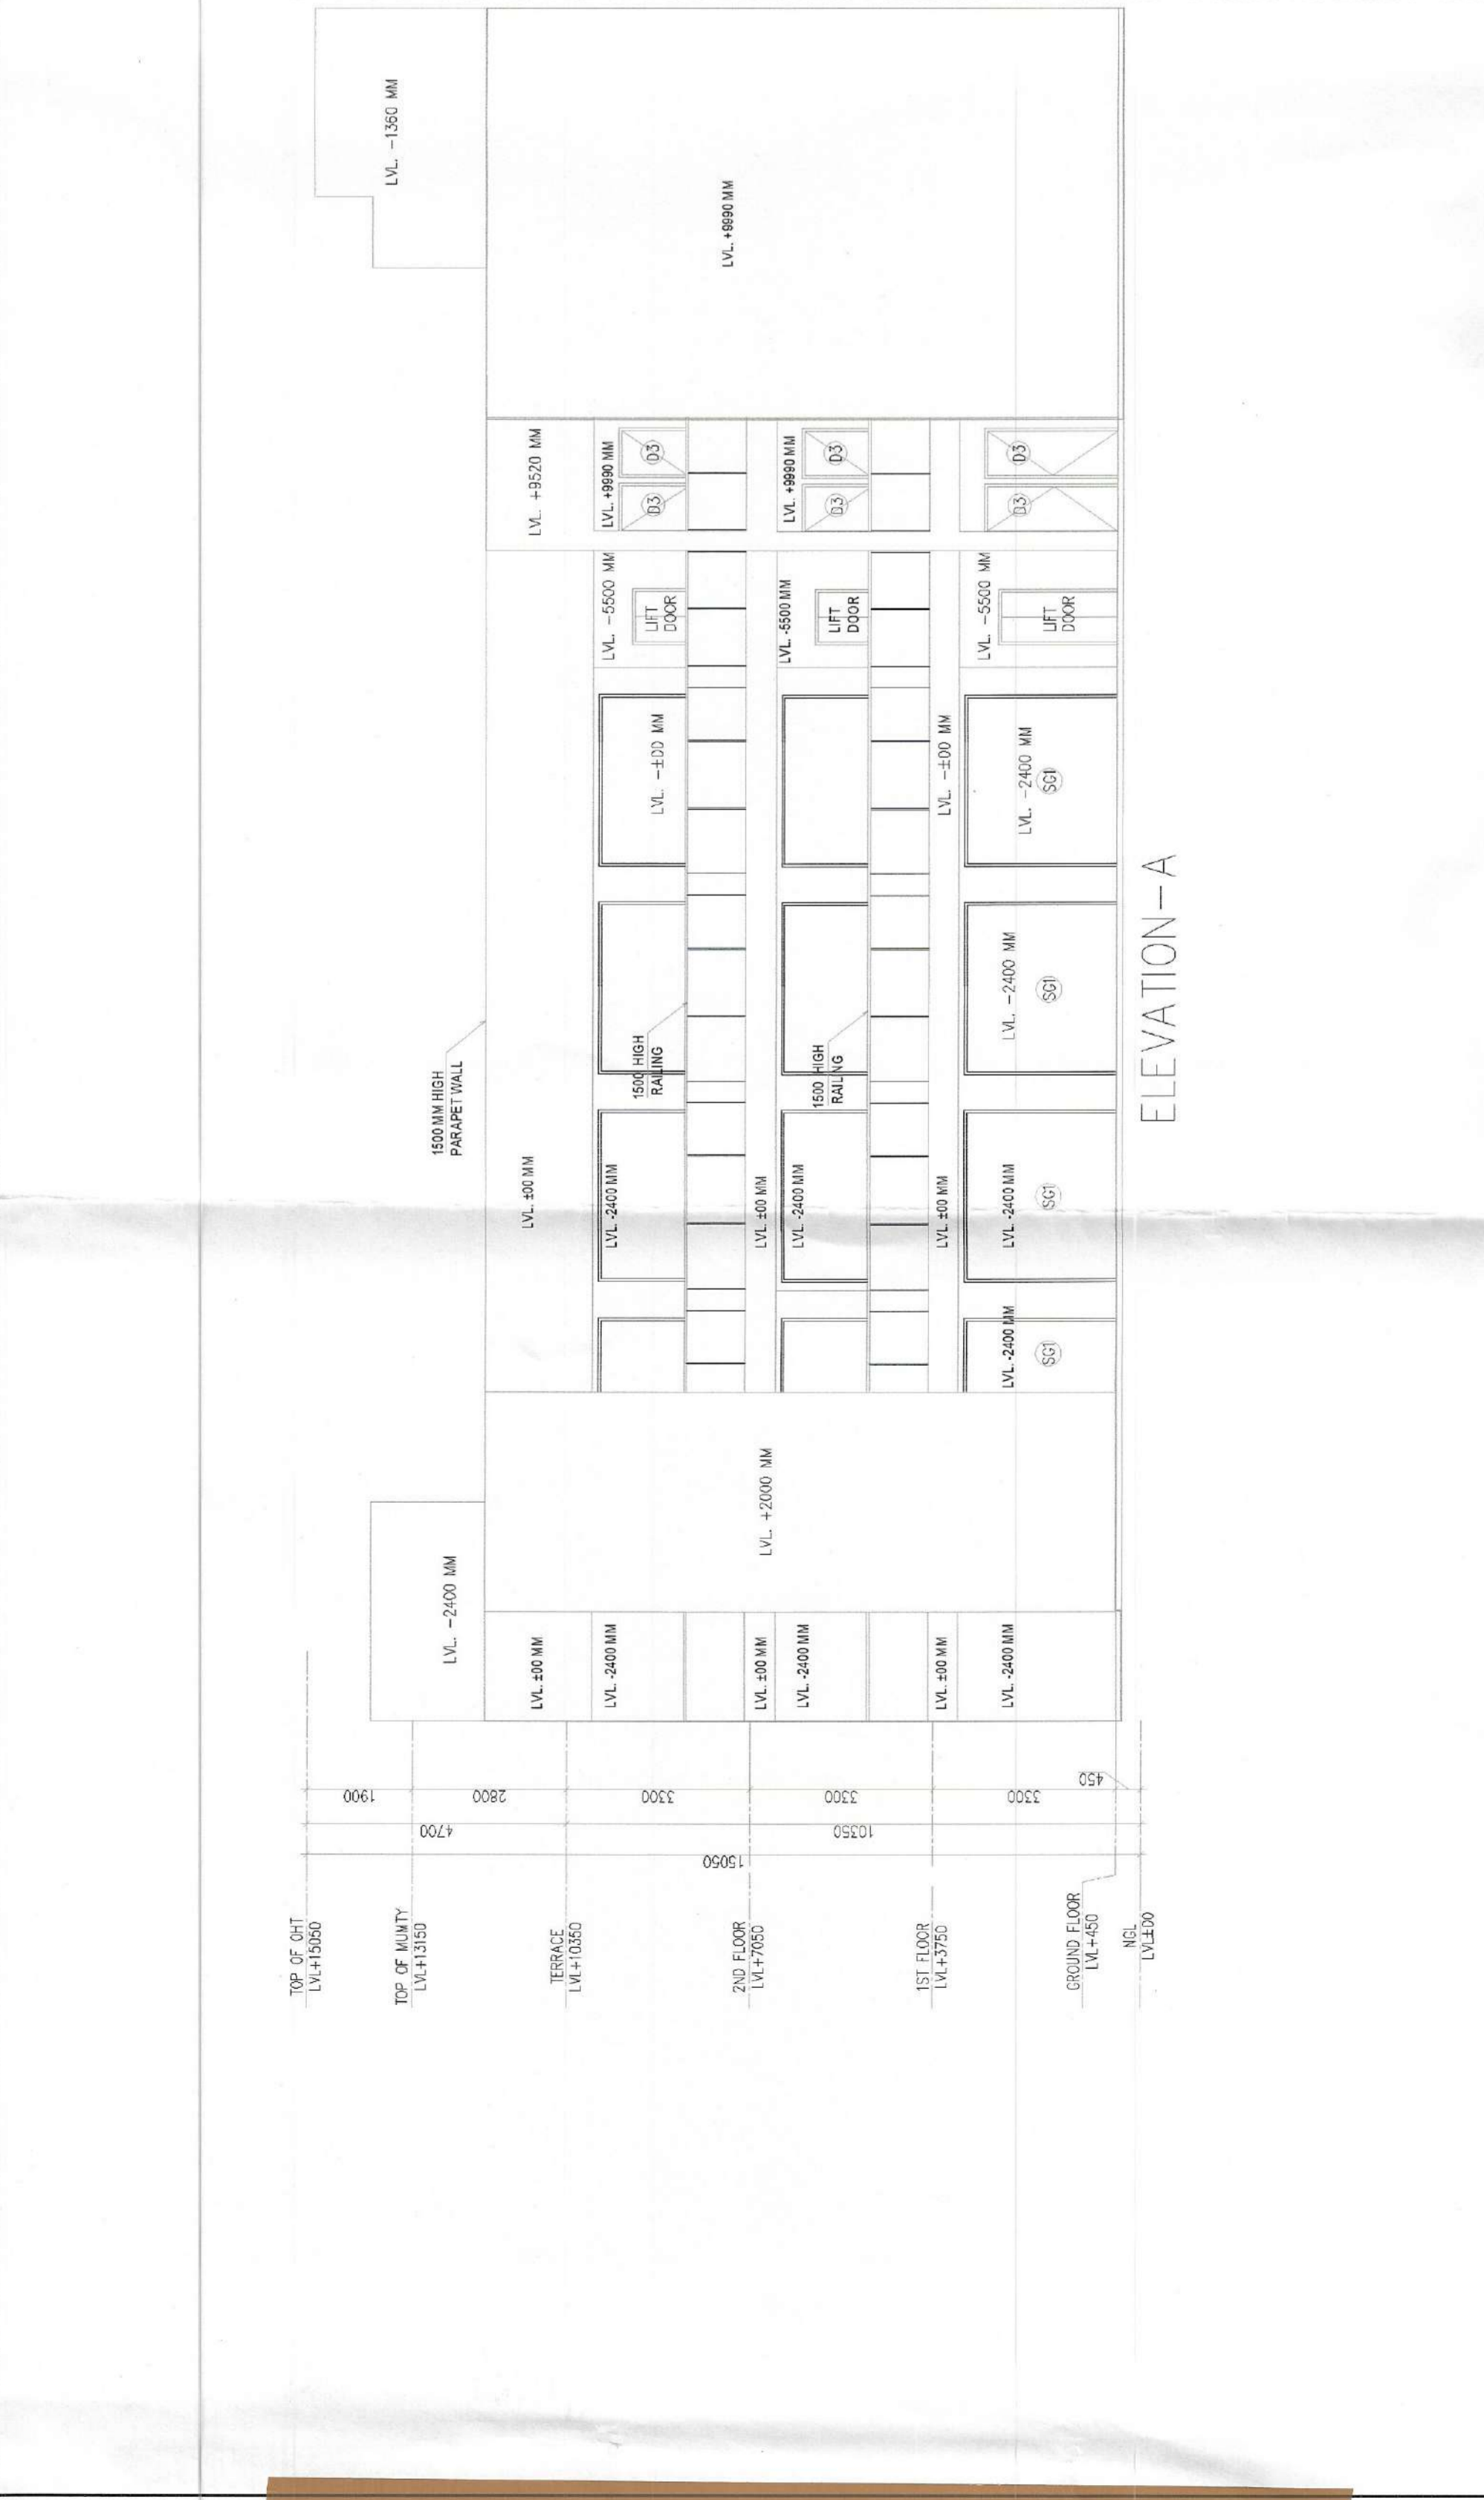 TOP OF OHT
LVL+15050
TOP OF MUMTY
LVL+13150
TERRACE
LVL+10350
2ND FLOOR
LVL+7050
1ST FLOOR
LVL+3750
GROUND FLOOR
LVL+450
NGL
LVL±00
1900
2800
3300
3300
3300
450
4700
10350
15050
LVL. -2400 MM
LVL. ±00 MM
LVL. -2400 MM
LVL. ±00 MM
LVL. -2400 MM
LVL. ±00 MM
LVL. -2400 MM
LVL. +2000 MM
1500 MM HIGH
PARAPET WALL
LVL. ±00 MM
LVL. -2400 MM
LVL. ±00 MM
LVL. -2400 MM
LVL. ±00 MM
LVL. -2400 MM
SG1
LVL. -2400 MM
SG1
1500 HIGH
RAILING
1500 HIGH
RAILING
LVL. -2400 MM
SG1
LVL. -±00 MM
LVL. -±00 MM
LVL. -2400 MM
SG1
LVL. -5500 MM
LIFT
DOOR
LVL. -5500 MM
LIFT
DOOR
LVL. -5500 MM
LIFT
DOOR
LVL. +9520 MM
LVL. +9990 MM
D3
D3
LVL. +9990 MM
D3
D3
D3
D3
LVL. +9990 MM
LVL. -1360 MM
ELEVATION-A